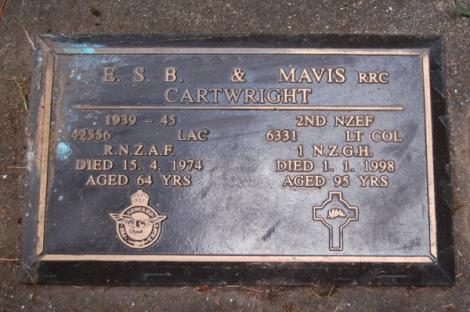 E. S. B. & MAVIS RRC
CARTWRIGHT
1939 - 45 2ND NZEF
42556 LAC 6331 LT COL
R.N.Z.A.F. 1 N.Z.G.H.
DIED 15. 4. 1974 DIED 1. 1. 1998
AGED 64 YRS AGED 95 YRS